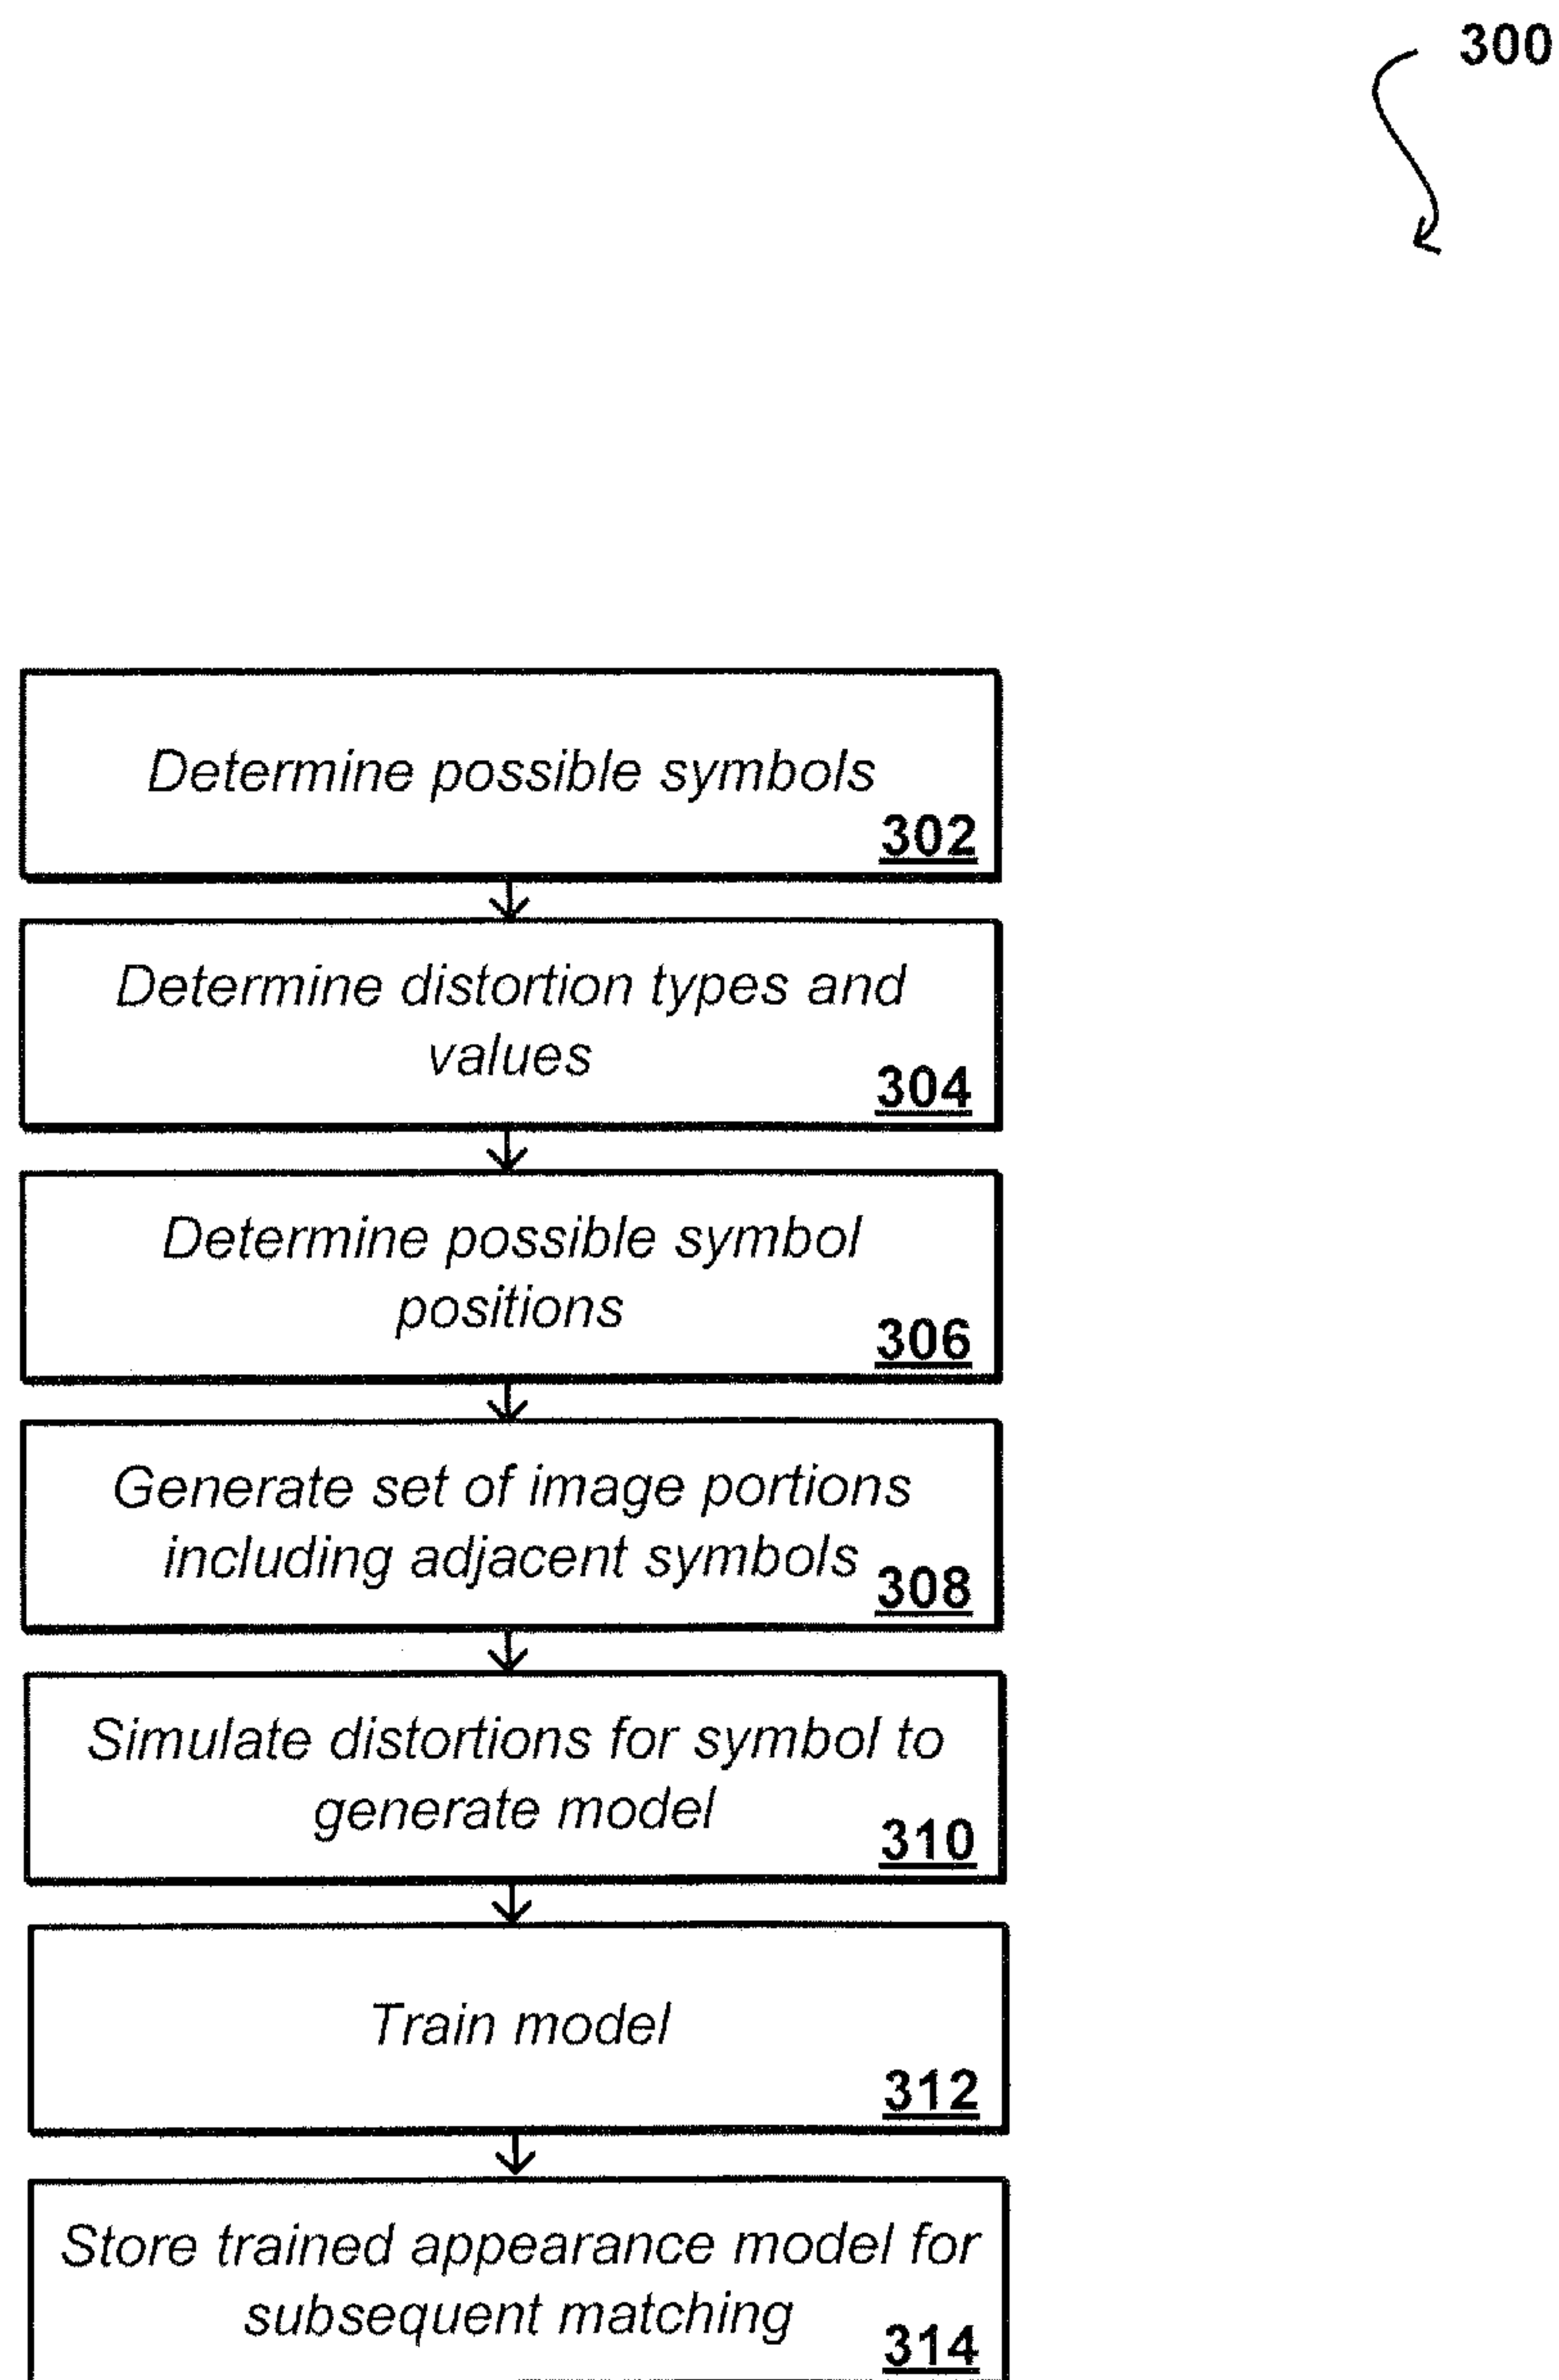 300
Determine possible symbols
302
Determine distortion types and
values
304
Determine possible symbol
positions
306
Generate set of image portions
including adjacent symbols
308
Simulate distortions for symbol to
generate model
310
Train model
312
Store trained appearance model for
subsequent matching
314